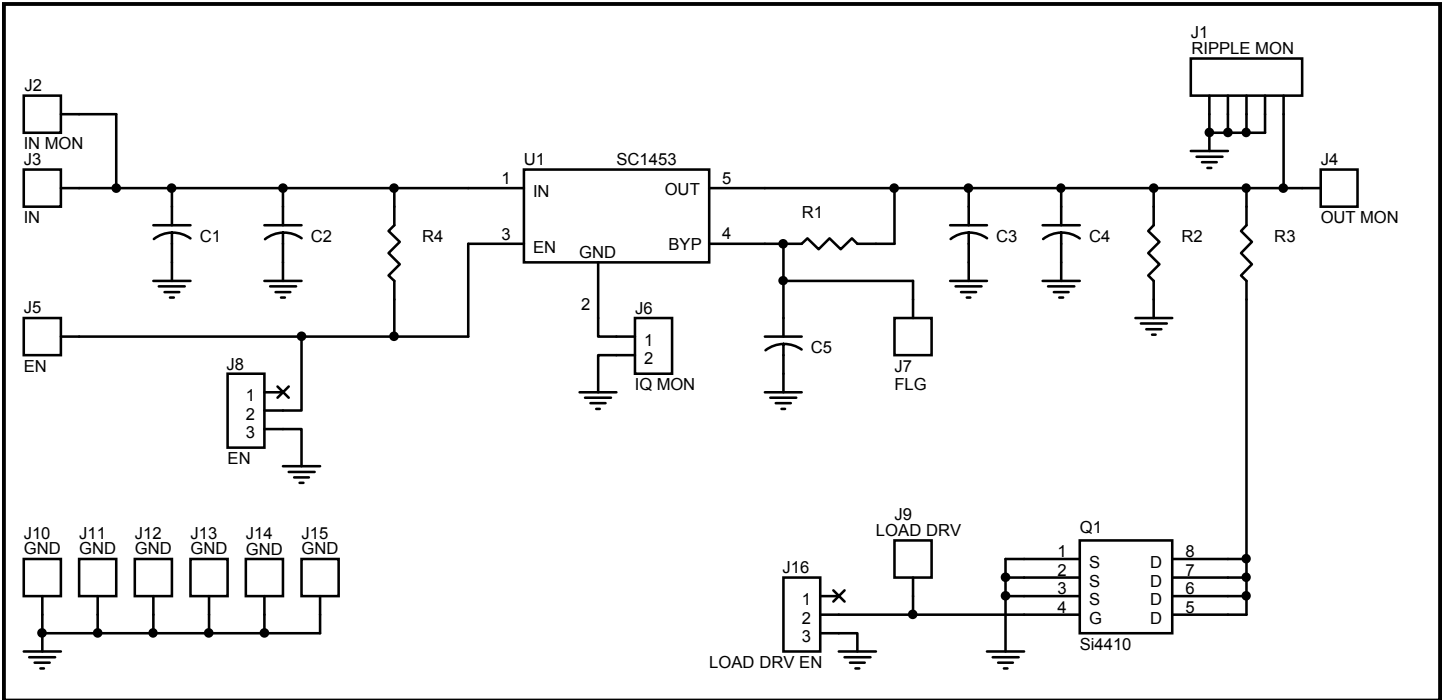 J1
RIPPLE MON
J2
IN MON
J3
IN
U1 SC1453
1 IN OUT 5
3 EN GND BYP 4
2
J4
OUT MON
C1
C2
R4
R1
C3
C4
R2
R3
J5
EN
J6
1
2
IQ MON
C5
J7
FLG
J8
1
2
3
EN
J10
GND
J11
GND
J12
GND
J13
GND
J14
GND
J15
GND
J9
LOAD DRV
J16
1
2
3
LOAD DRV EN
Q1
1 S D 8
2 S D 7
3 S D 6
4 G D 5
Si4410